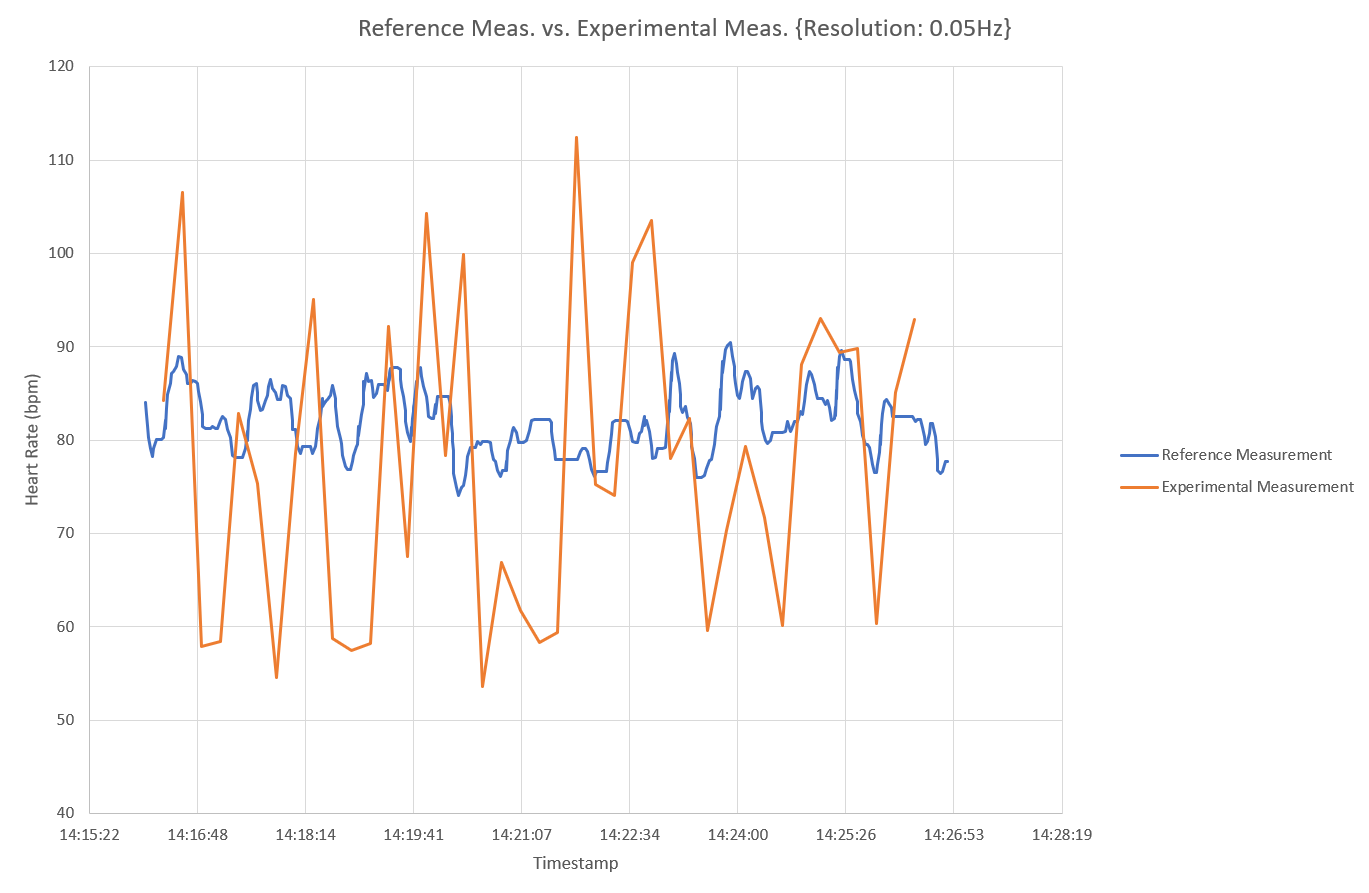 Reference Meas. vs. Experimental Meas. {Resolution: 0.05Hz}
120
110
100
90
80
70
60
50
40
Heart Rate (bpm)
14:15:22 14:16:48 14:18:14 14:19:41 14:21:07 14:22:34 14:24:00 14:25:26 14:26:53 14:28:19
Timestamp
Reference Measurement
Experimental Measurement